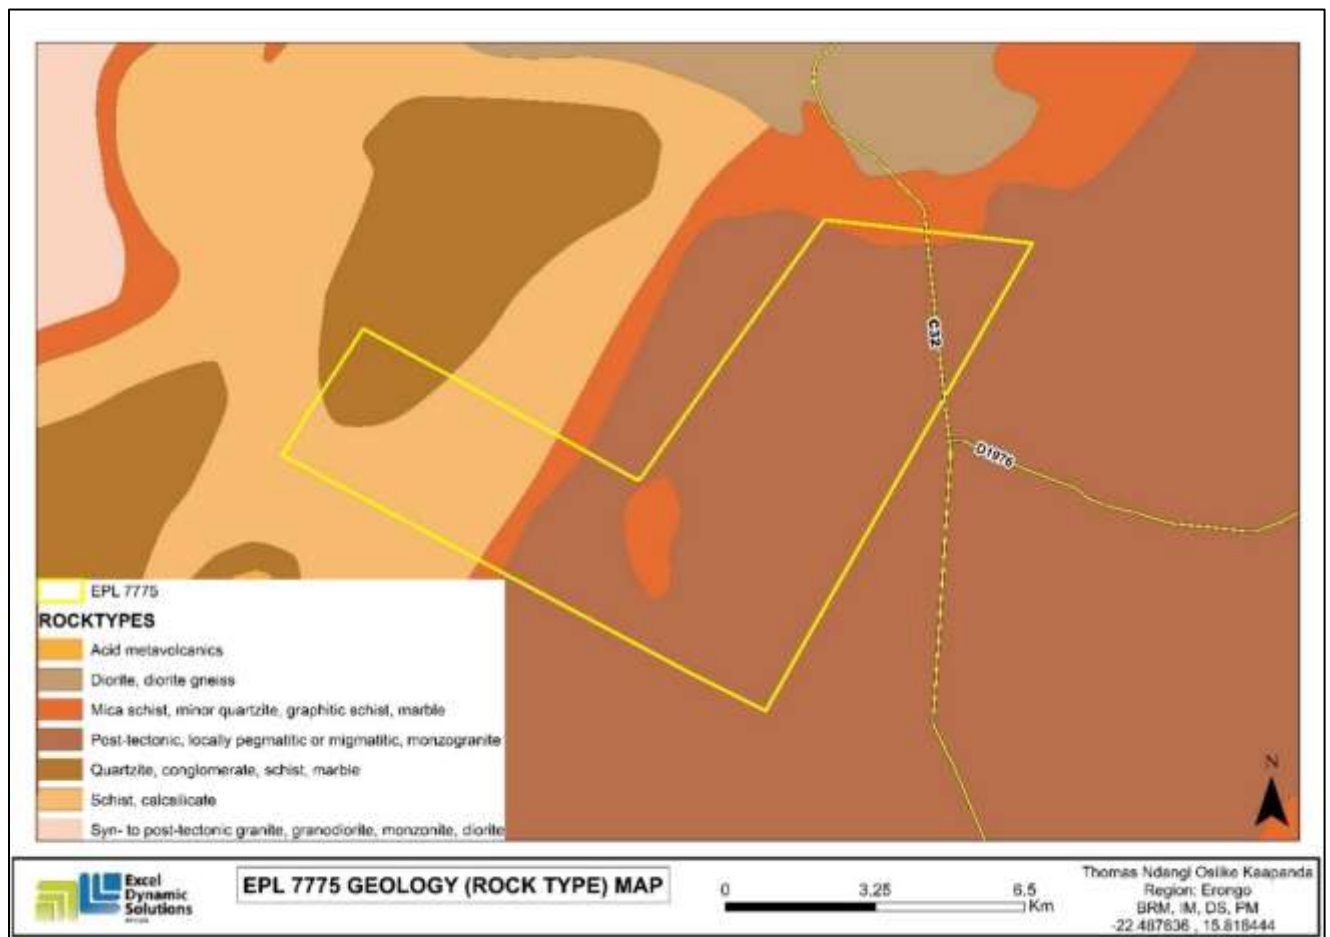 C32
D1976
EPL 7775
ROCKTYPES
Acid metavolcanics
Diorite, diorite gneiss
Mica schist, minor quartzite, graphitic schist, marble
Post-tectonic, locally pegmatitic or migmatitic, monzogranite
Quartzite, conglomerate, schist, marble
Schist, calcsilicate
Syn- to post-tectonic granite, granodiorite, monzonite, diorite
N
Excel
Dynamic
Solutions
EPL 7775 GEOLOGY (ROCK TYPE) MAP
0 3,25 6,5
Km
Thomas Ndangi Osiike Kaapanda
Region: Erongo
BRM, IM, DS, PM
-22.487636 , 15.818444